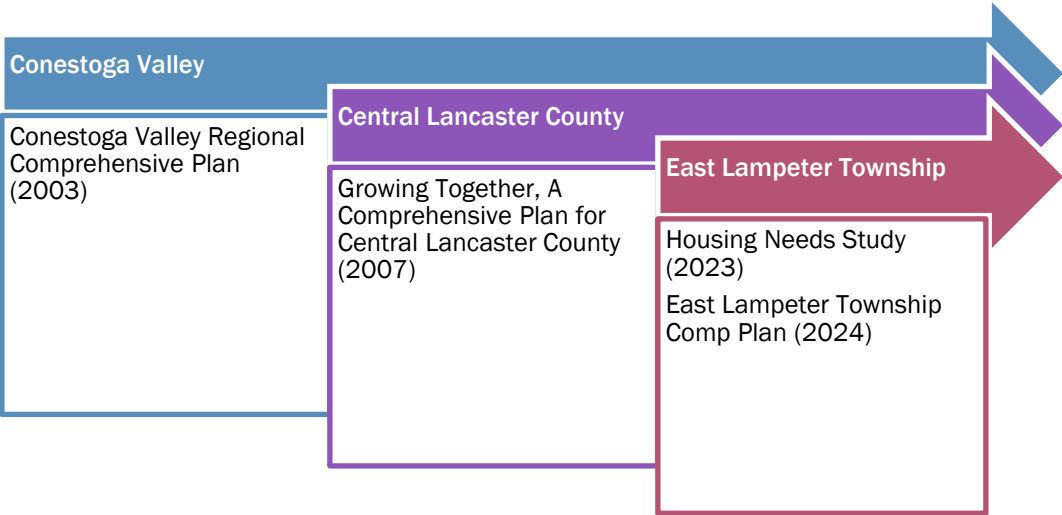 Conestoga Valley
Conestoga Valley Regional
Comprehensive Plan
(2003)
Central Lancaster County
Growing Together, A
Comprehensive Plan for
Central Lancaster County
(2007)
East Lampeter Township
Housing Needs Study
(2023)
East Lampeter Township
Comp Plan (2024)